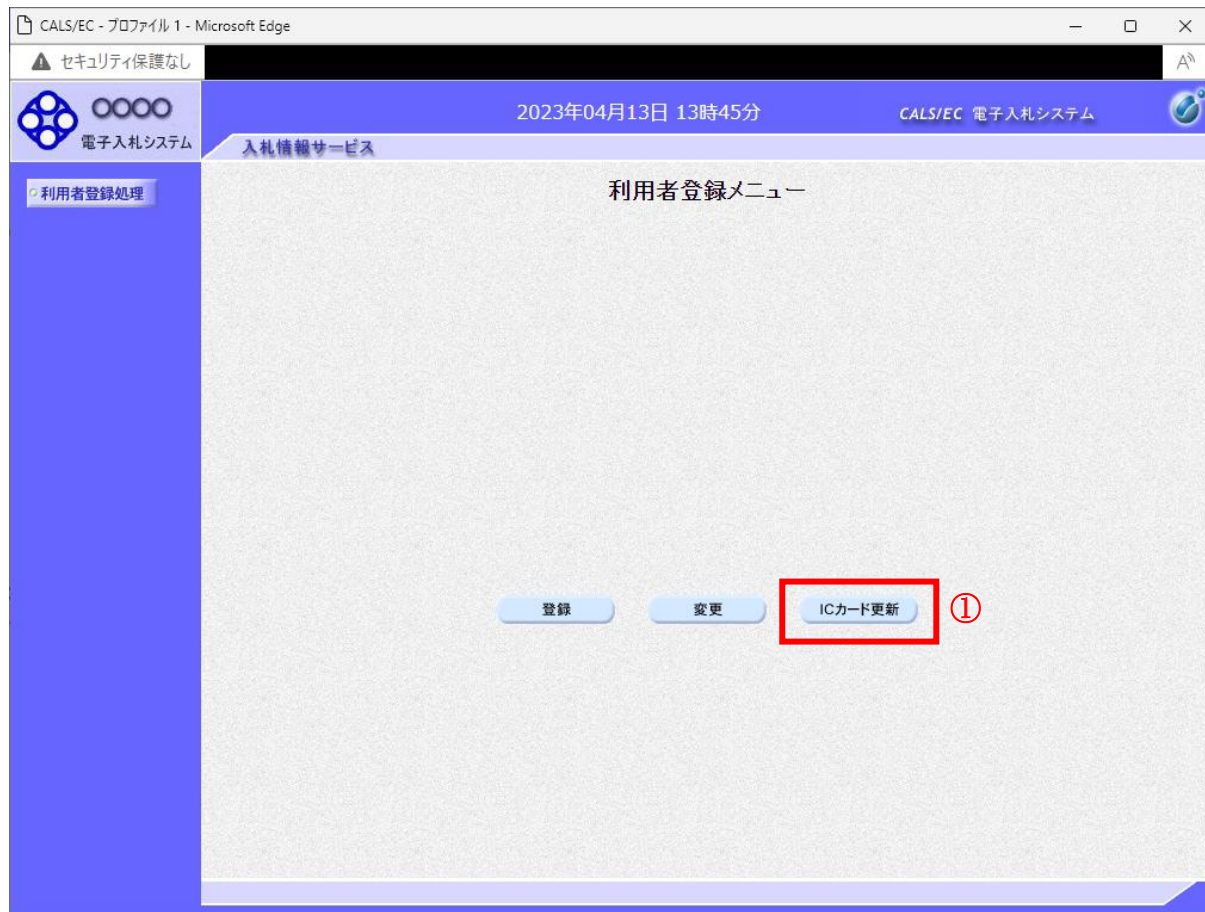 CALS/EC - プロファイル 1 - Microsoft Edge
セキュリティ保護なし
〇〇〇〇
電子入札システム
2023年04月13日 13時45分
CALS/EC 電子入札システム
入札情報サービス
利用者登録処理
利用者登録メニュー
登録
変更
ICカード更新
①